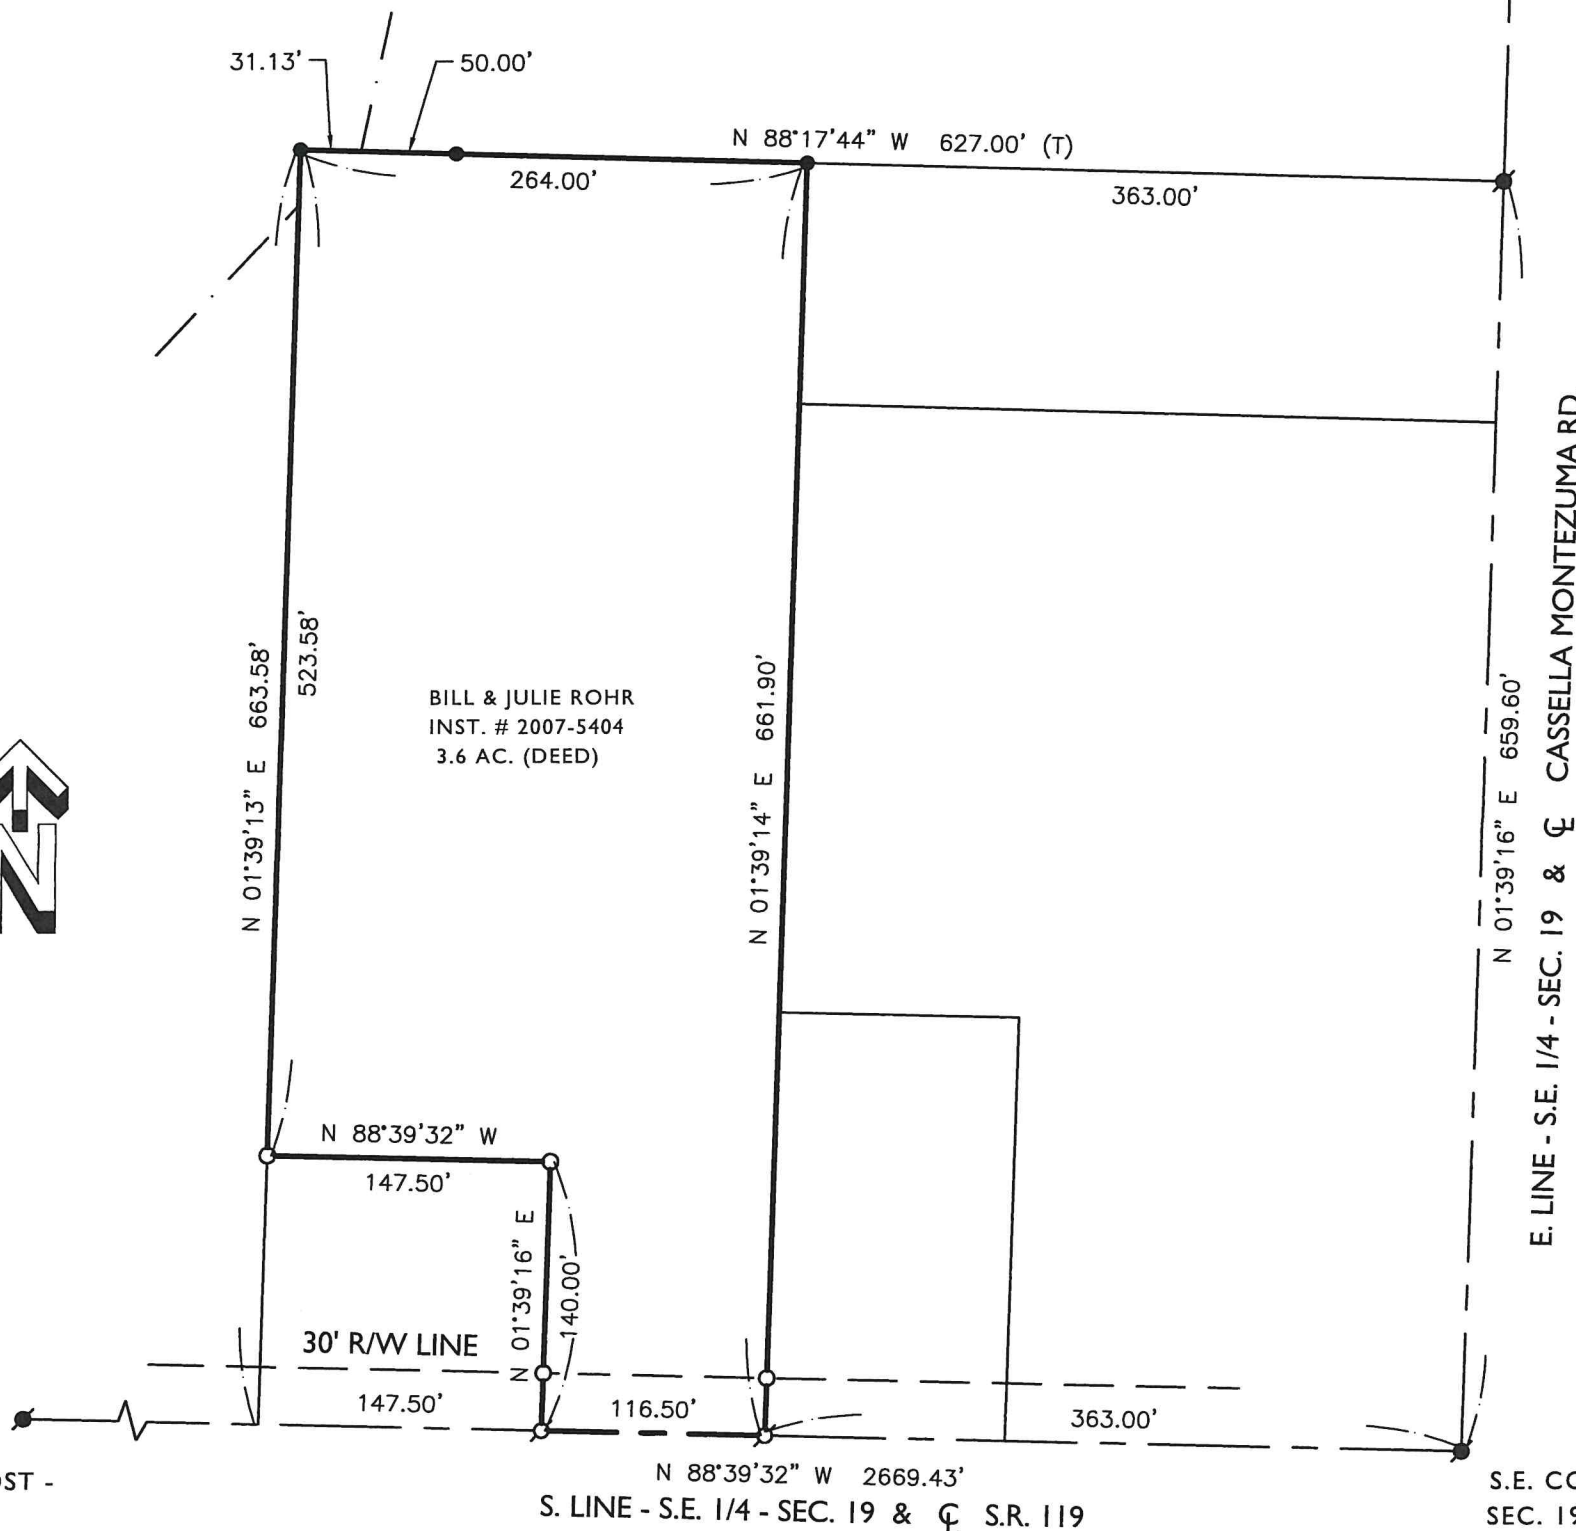 31.13'
50.00'
N 88°17'44" W 627.00' (T)
264.00'
363.00'
N 01°39'13" E 663.58'
523.58'
BILL & JULIE ROHR
INST. # 2007-5404
3.6 AC. (DEED)
N 01°39'14" E 661.90'
N 01°39'16" E 659.60'
E. LINE - S.E. 1/4 - SEC. 19 & ℄ CASSELLA MONTEZUMA RD.
N
N 88°39'32" W
147.50'
N 01°39'16" E
140.00'
30' R/W LINE
147.50'
116.50'
363.00'
N 88°39'32" W 2669.43'
S. LINE - S.E. 1/4 - SEC. 19 & ℄ S.R. 119
S.E.
SEC. 19